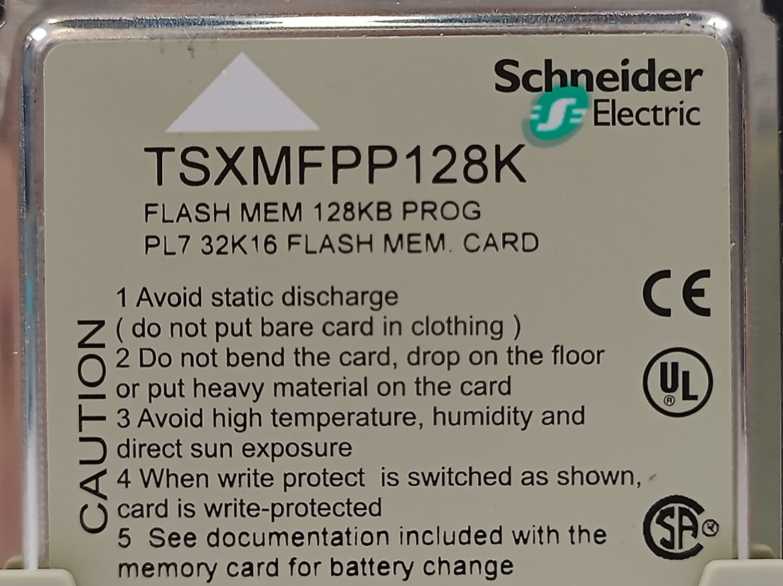 Schneider
Electric
TSXMFPP128K
FLASH MEM 128KB PROG
PL7 32K16 FLASH MEM. CARD
CAUTION
1 Avoid static discharge
( do not put bare card in clothing )
2 Do not bend the card, drop on the floor
or put heavy material on the card
3 Avoid high temperature, humidity and
direct sun exposure
4 When write protect is switched as shown,
card is write-protected
5 See documentation included with the
memory card for battery change
CE
UL ®
SA ®